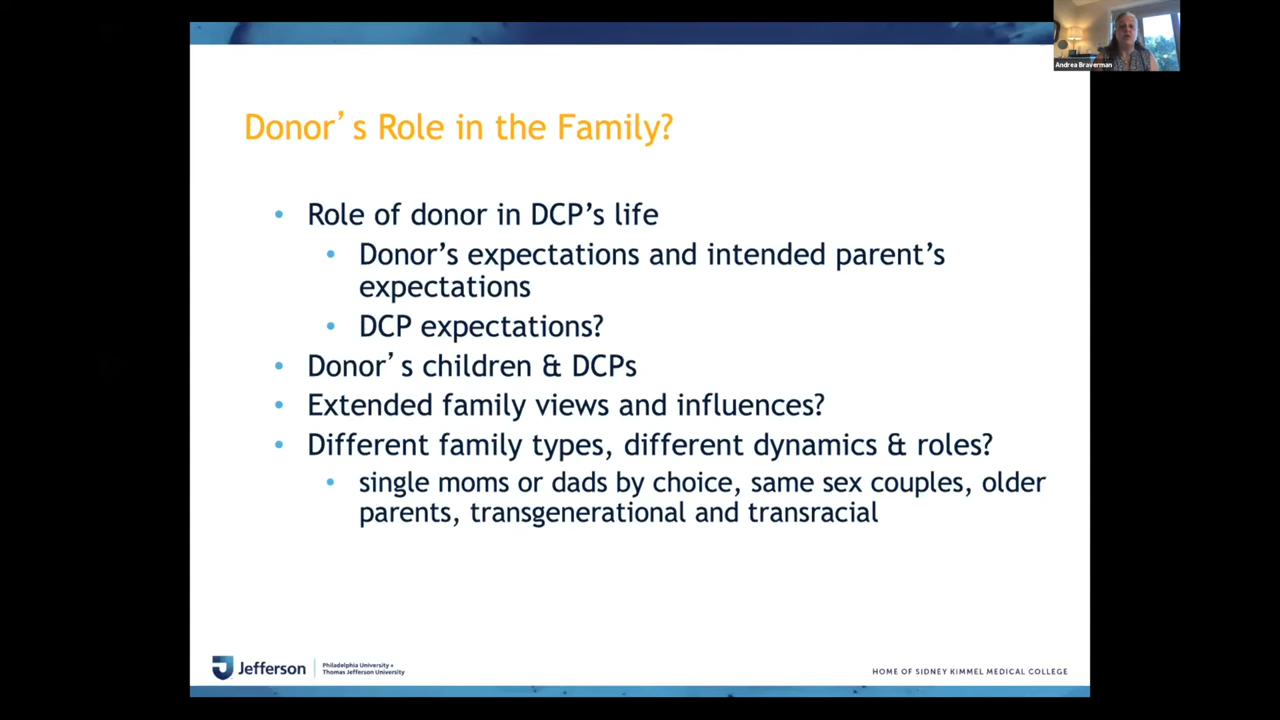 Andrea Braverman
Donor's Role in the Family?
• Role of donor in DCP's life
• Donor's expectations and intended parent's
expectations
• DCP expectations?
• Donor's children & DCPs
• Extended family views and influences?
• Different family types, different dynamics & roles?
• single moms or dads by choice, same sex couples, older
parents, transgenerational and transracial
Jefferson
Philadelphia University +
Thomas Jefferson University
HOME OF SIDNEY KIMMEL MEDICAL COLLEGE